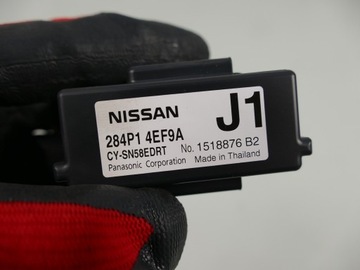 NISSAN J1
284P1 4EF9A
CY-SN58EDRT No. 1518876 B2
Panasonic Corporation Made in Thailand